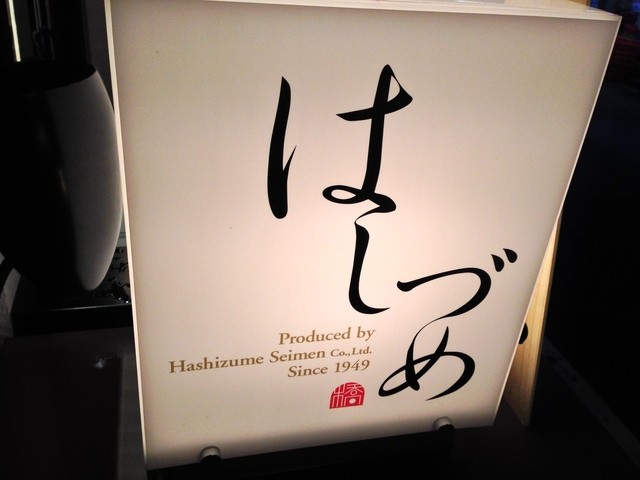 はしづめ
Produced by
Hashizume Seimen Co.,Ltd.
Since 1949